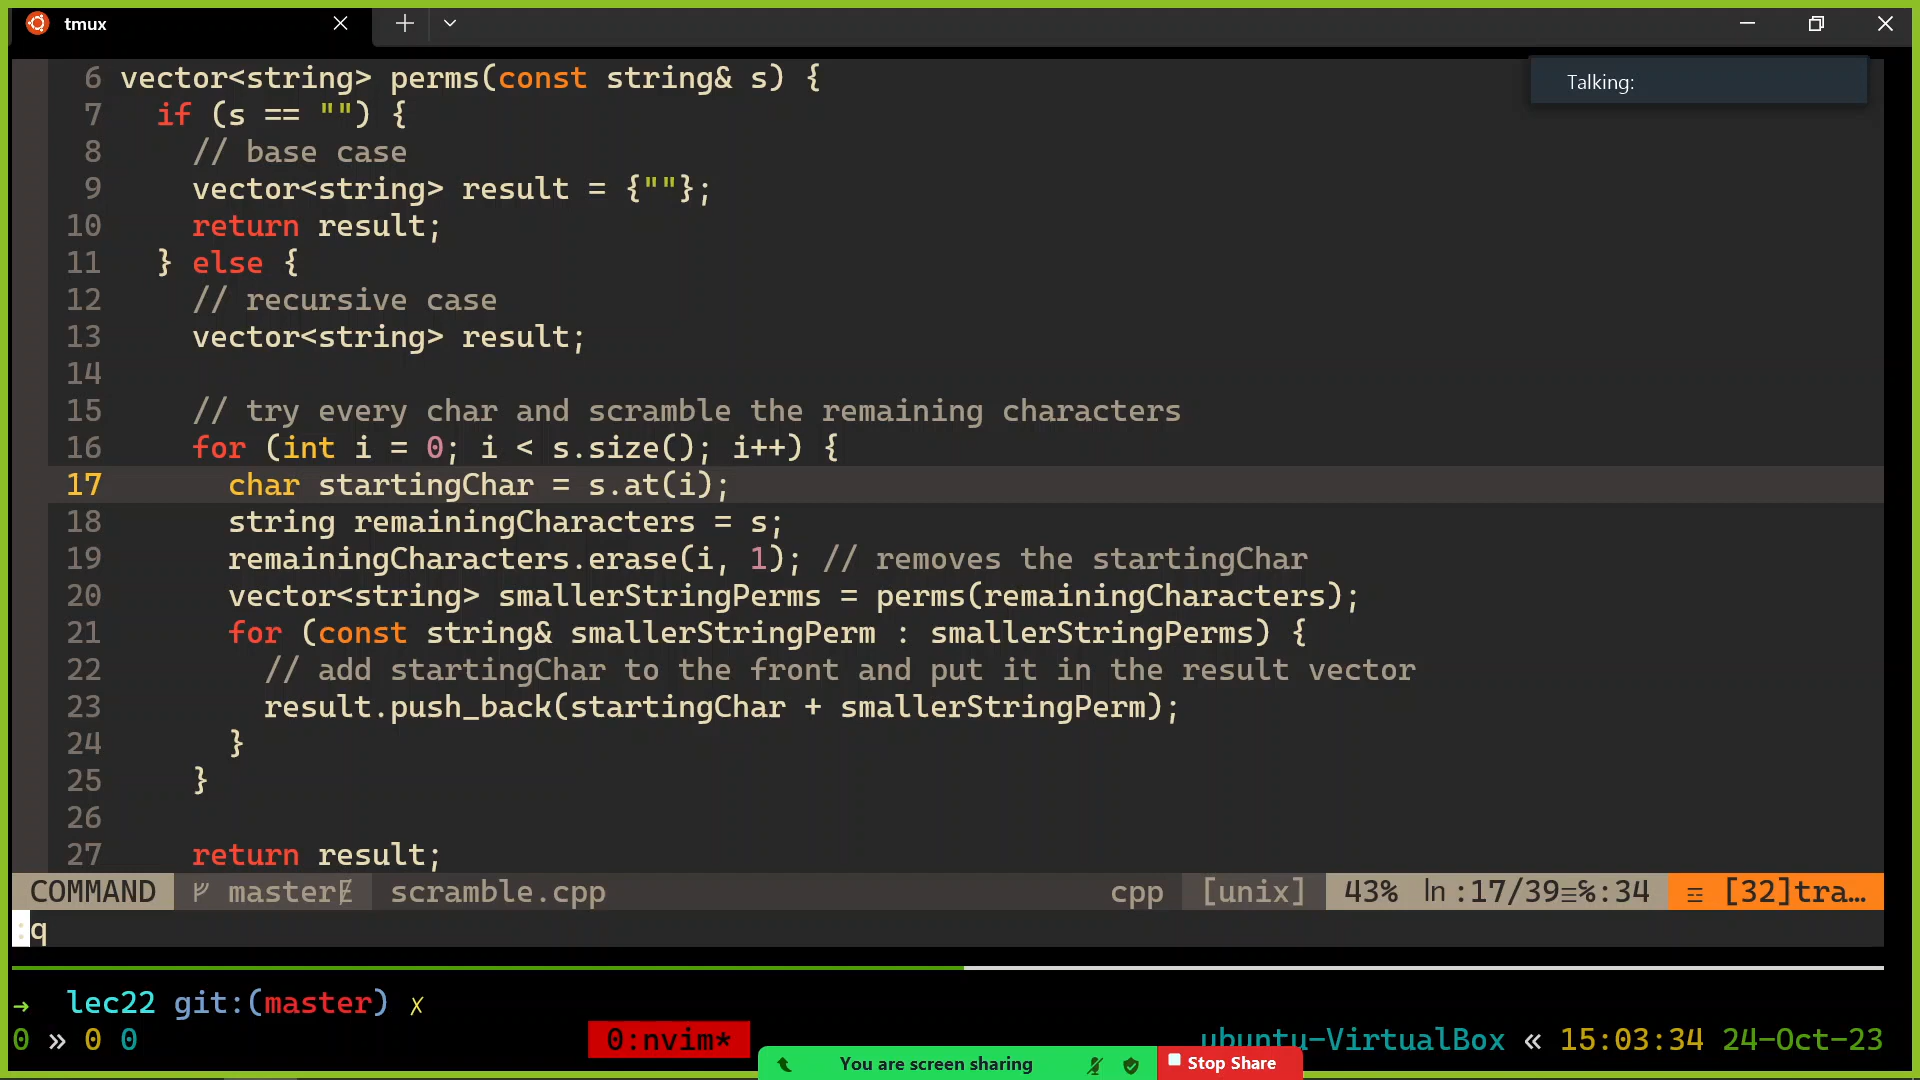 tmux
Talking:
6 vector<string> perms(const string& s) {
7 if (s == "") {
8 // base case
9 vector<string> result = {""};
10 return result;
11 } else {
12 // recursive case
13 vector<string> result;
14
15 // try every char and scramble the remaining characters
16 for (int i = 0; i < s.size(); i++) {
17 char startingChar = s.at(i);
18 string remainingCharacters = s;
19 remainingCharacters.erase(i, 1); // removes the startingChar
20 vector<string> smallerStringPerms = perms(remainingCharacters);
21 for (const string& smallerStringPerm : smallerStringPerms) {
22 // add startingChar to the front and put it in the result vector
23 result.push_back(startingChar + smallerStringPerm);
24 }
25 }
26
27 return result;
COMMAND master scramble.cpp cpp [unix] 43% ln :17/39≡℅:34 [32]tra…
:q
→ lec22 git:(master) ✗
0 » 0 0 0:nvim* ubuntu-VirtualBox « 15:03:34 24-Oct-23
You are screen sharing Stop Share